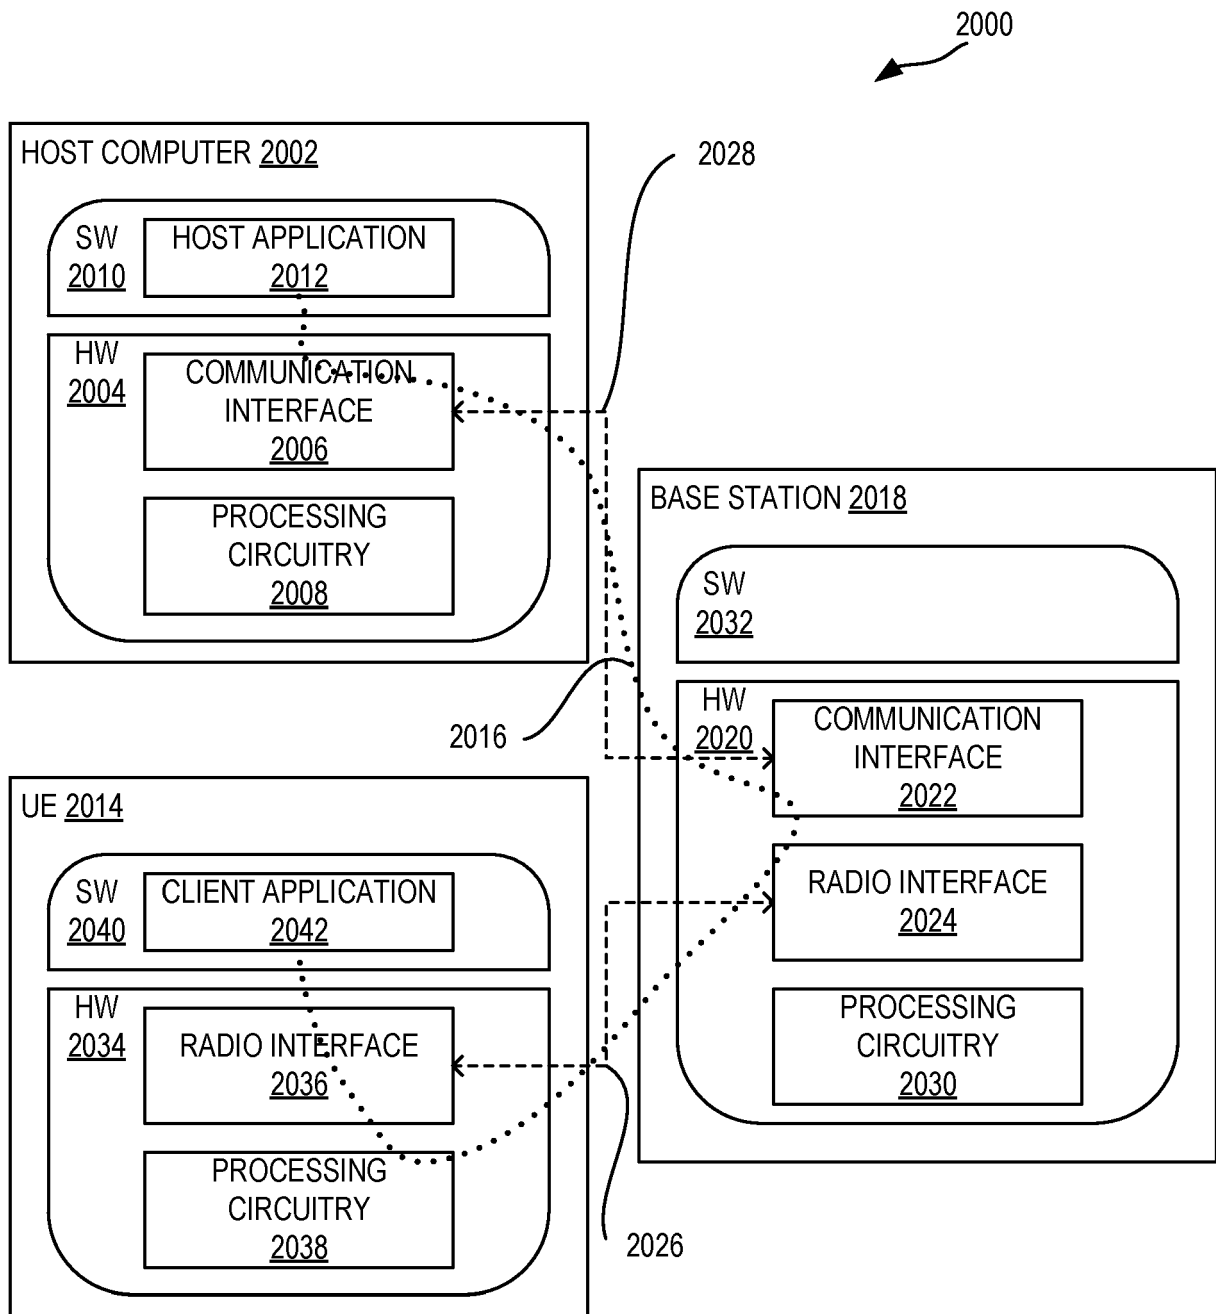 2000
HOST COMPUTER 2002
2028
SW
2010
HOST APPLICATION
2012
HW
2004
COMMUNICATION
INTERFACE
2006
PROCESSING
CIRCUITRY
2008
BASE STATION 2018
SW
2032
HW
2020
COMMUNICATION
INTERFACE
2022
RADIO INTERFACE
2024
PROCESSING
CIRCUITRY
2030
2016
UE 2014
SW
2040
CLIENT APPLICATION
2042
HW
2034
RADIO INTERFACE
2036
PROCESSING
CIRCUITRY
2038
2026